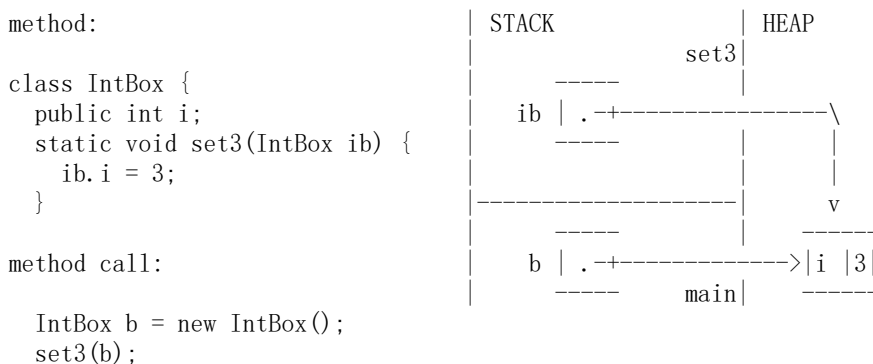 method:                              | STACK               | HEAP
                                     |                 set3|
class IntBox {                       |      -----          |
  public int i;                      |   ib | .-+----------------\
  static void set3(IntBox ib) {      |      -----          |      |
    ib.i = 3;                        |                     |      |
  }                                  |---------------------|      v
                                     |      -----          |    ------
method call:                         |    b | .-+------------->|i |3|
                                     |      -----      main|    ------
  IntBox b = new IntBox();
  set3(b);